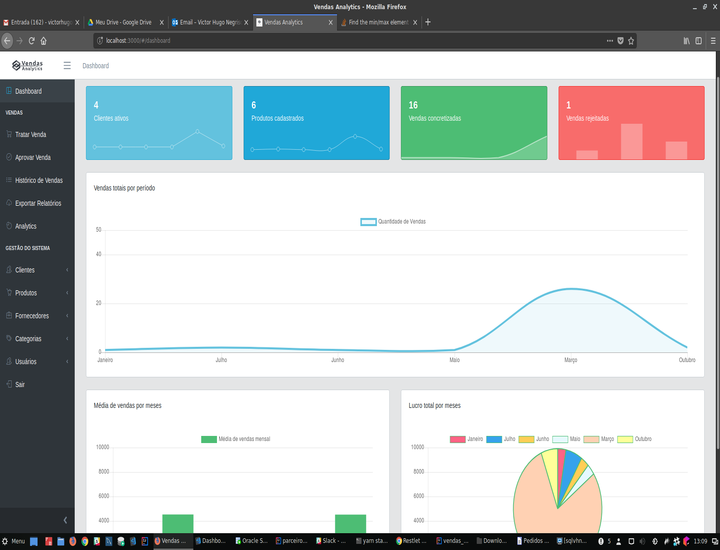 Vendas Analytics - Mozilla Firefox
Entrada (162) - victorhug
Meu Drive - Google Drive
Email – Victor Hugo Negris
Vendas Analytics
Find the min/max element
localhost:3000/#/dashboard
Vendas
Analytics
Dashboard
Dashboard
VENDAS
Tratar Venda
Aprovar Venda
Histórico de Vendas
Exportar Relatórios
Analytics
GESTÃO DO SISTEMA
Clientes
Produtos
Fornecedores
Categorias
Usuários
Sair
4
Clientes ativos
6
Produtos cadastrados
16
Vendas concretizadas
1
Vendas rejeitadas
Vendas totais por período
Quantidade de Vendas
50
40
20
0
Janeiro
Julho
Junho
Maio
Março
Outubro
Média de vendas por meses
Média de vendas mensal
10000
8000
6000
4000
Lucro total por meses
Janeiro
Julho
Junho
Maio
Março
Outubro
10000
8000
6000
4000
Menu
Vendas ...
Dashbo...
Oracle S...
parceiro...
Slack - ...
yarn sta...
Restlet ...
vendas_...
Downlo...
Pedidos ...
[sqlvhn...
5
13:09